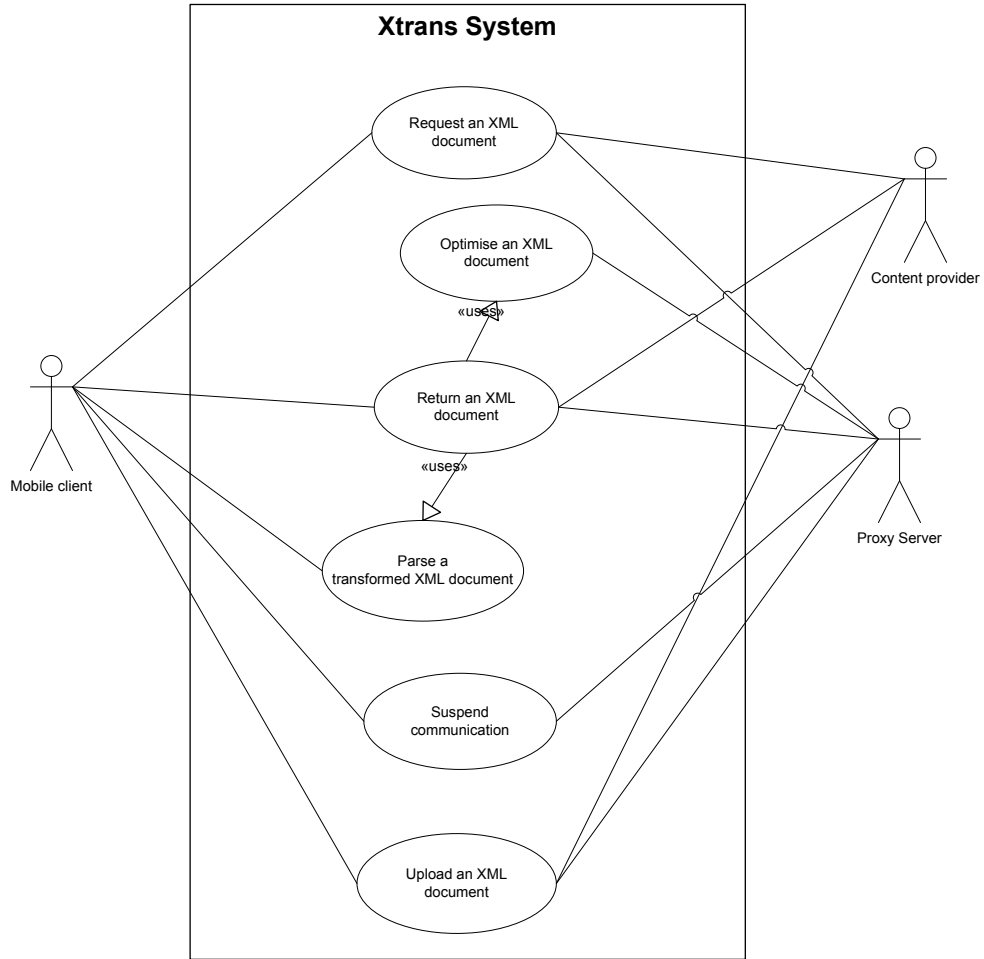 Xtrans System
Request an XML
document
Optimise an XML
document
Content provider
«uses»
Return an XML
document
Mobile client
«uses»
Proxy Server
Parse a
transformed XML document
Suspend
communication
Upload an XML
document